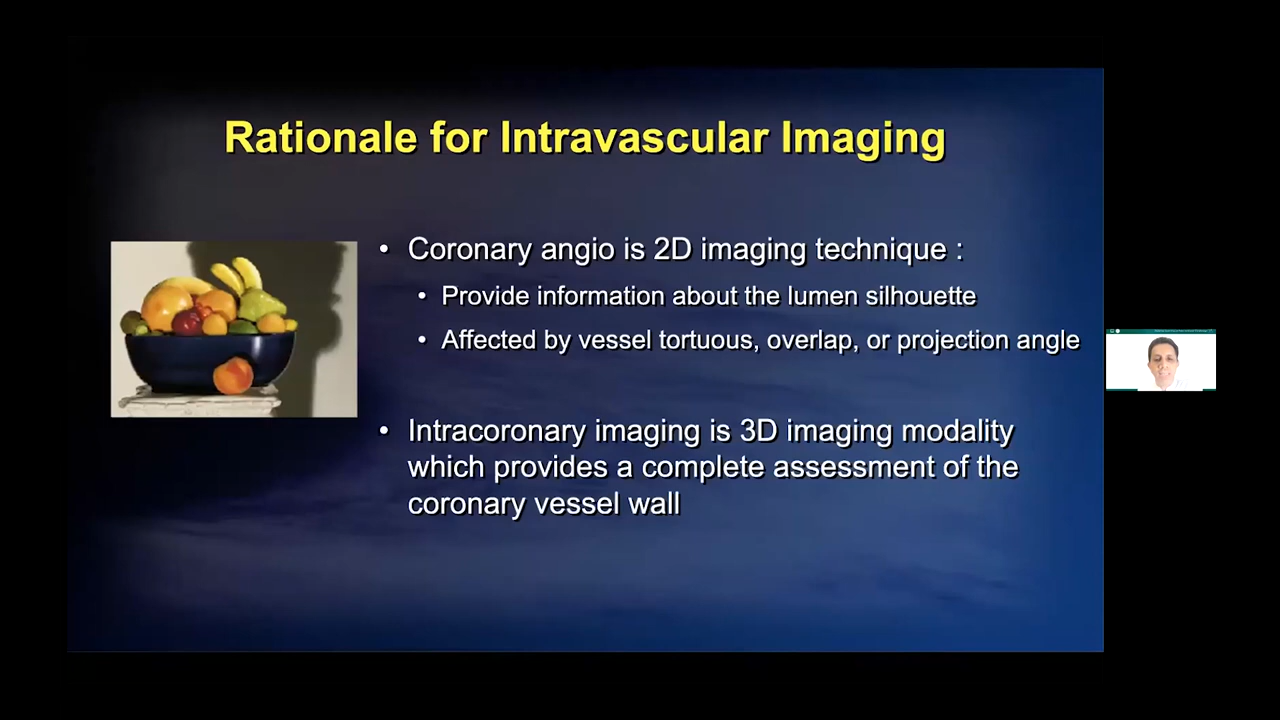 Rationale for Intravascular Imaging
• Coronary angio is 2D imaging technique :
• Provide information about the lumen silhouette
• Affected by vessel tortuous, overlap, or projection angle
• Intracoronary imaging is 3D imaging modality
which provides a complete assessment of the
coronary vessel wall